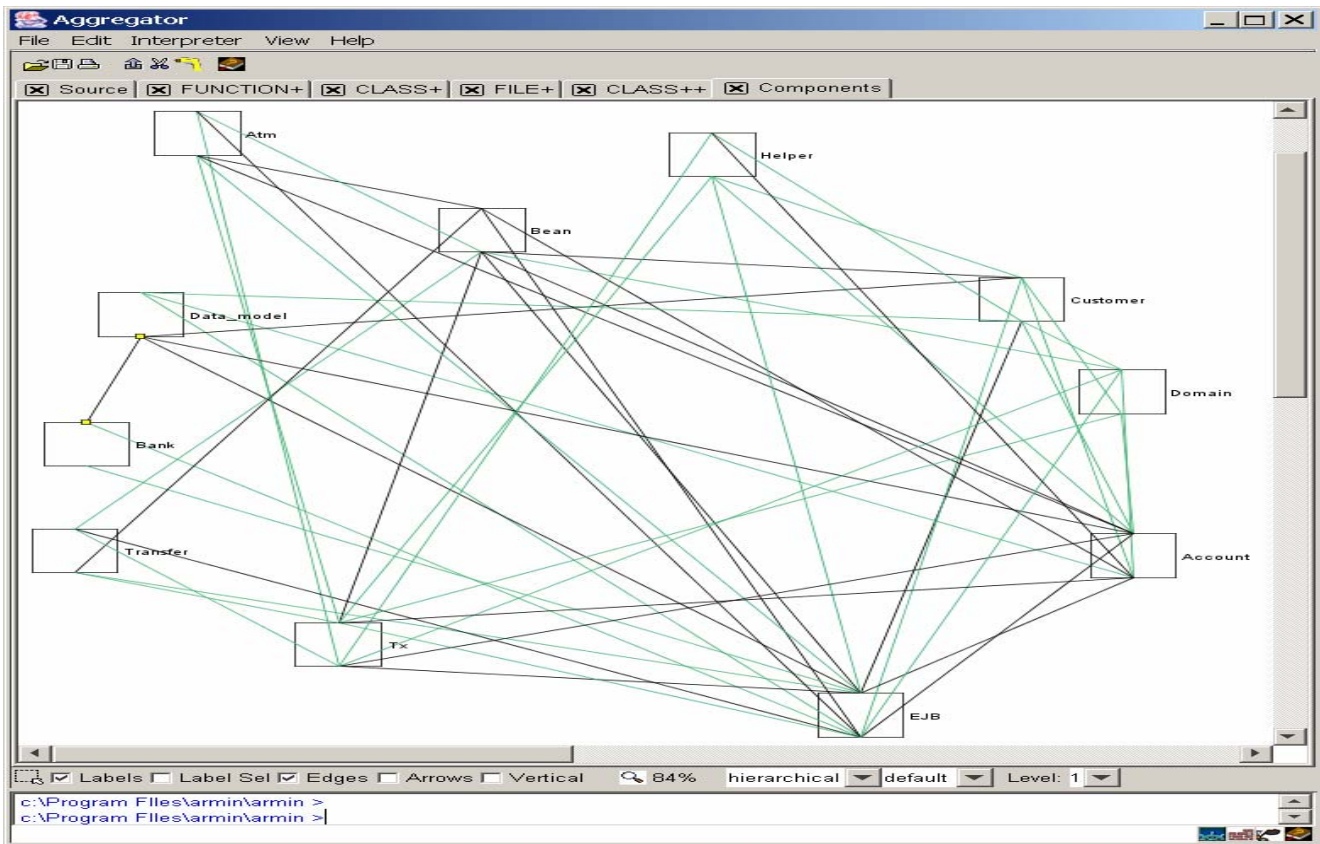 Aggregator
File Edit Interpreter View Help
Source FUNCTION+ CLASS+ FILE+ CLASS++ Components
Atm
Helper
Bean
Customer
Data_model
Domain
Bank
Transfer
Account
Tx
EJB
Labels Label Sel Edges Arrows Vertical 84% hierarchical default Level: 1
c:\Program FIles\armin\armin >
c:\Program FIles\armin\armin >